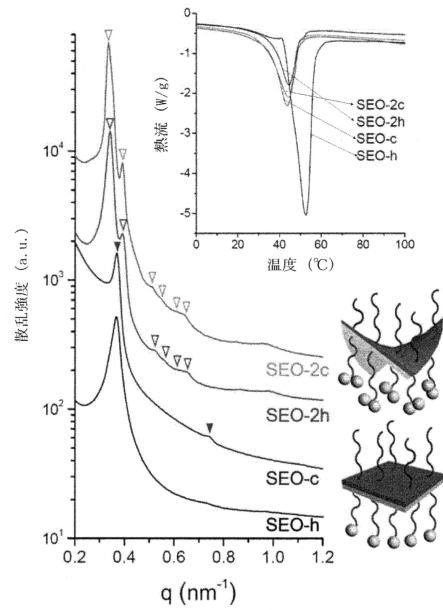 0
-1
-2
-3
-4
-5
熱流 (W/g)
SEO-2c
SEO-2h
SEO-c
SEO-h
0 20 40 60 80 100
温度 (℃)
散乱強度 (a. u.)
10⁴
10³
10²
10¹
SEO-2c
SEO-2h
SEO-c
SEO-h
0.2 0.4 0.6 0.8 1.0 1.2
q (nm⁻¹)